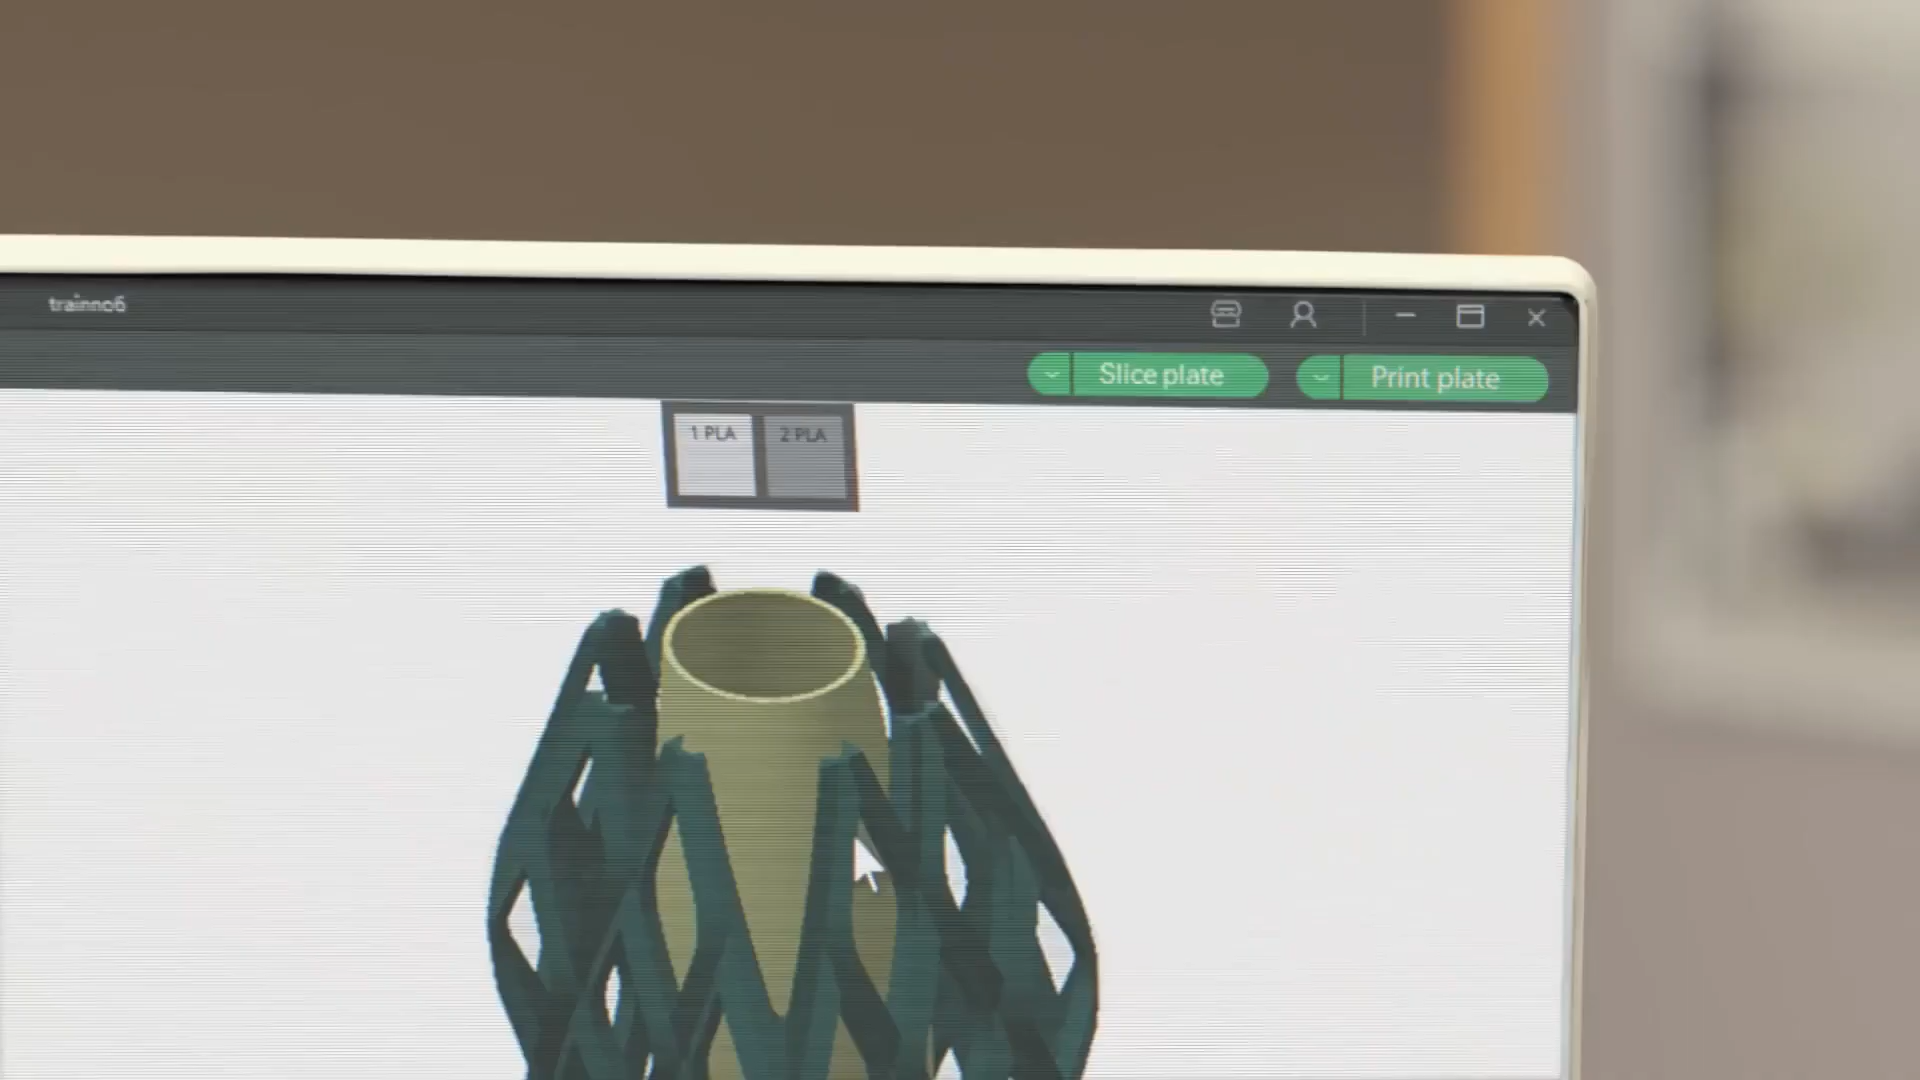 trainno6
Slice plate
Print plate
1 PLA
2 PLA